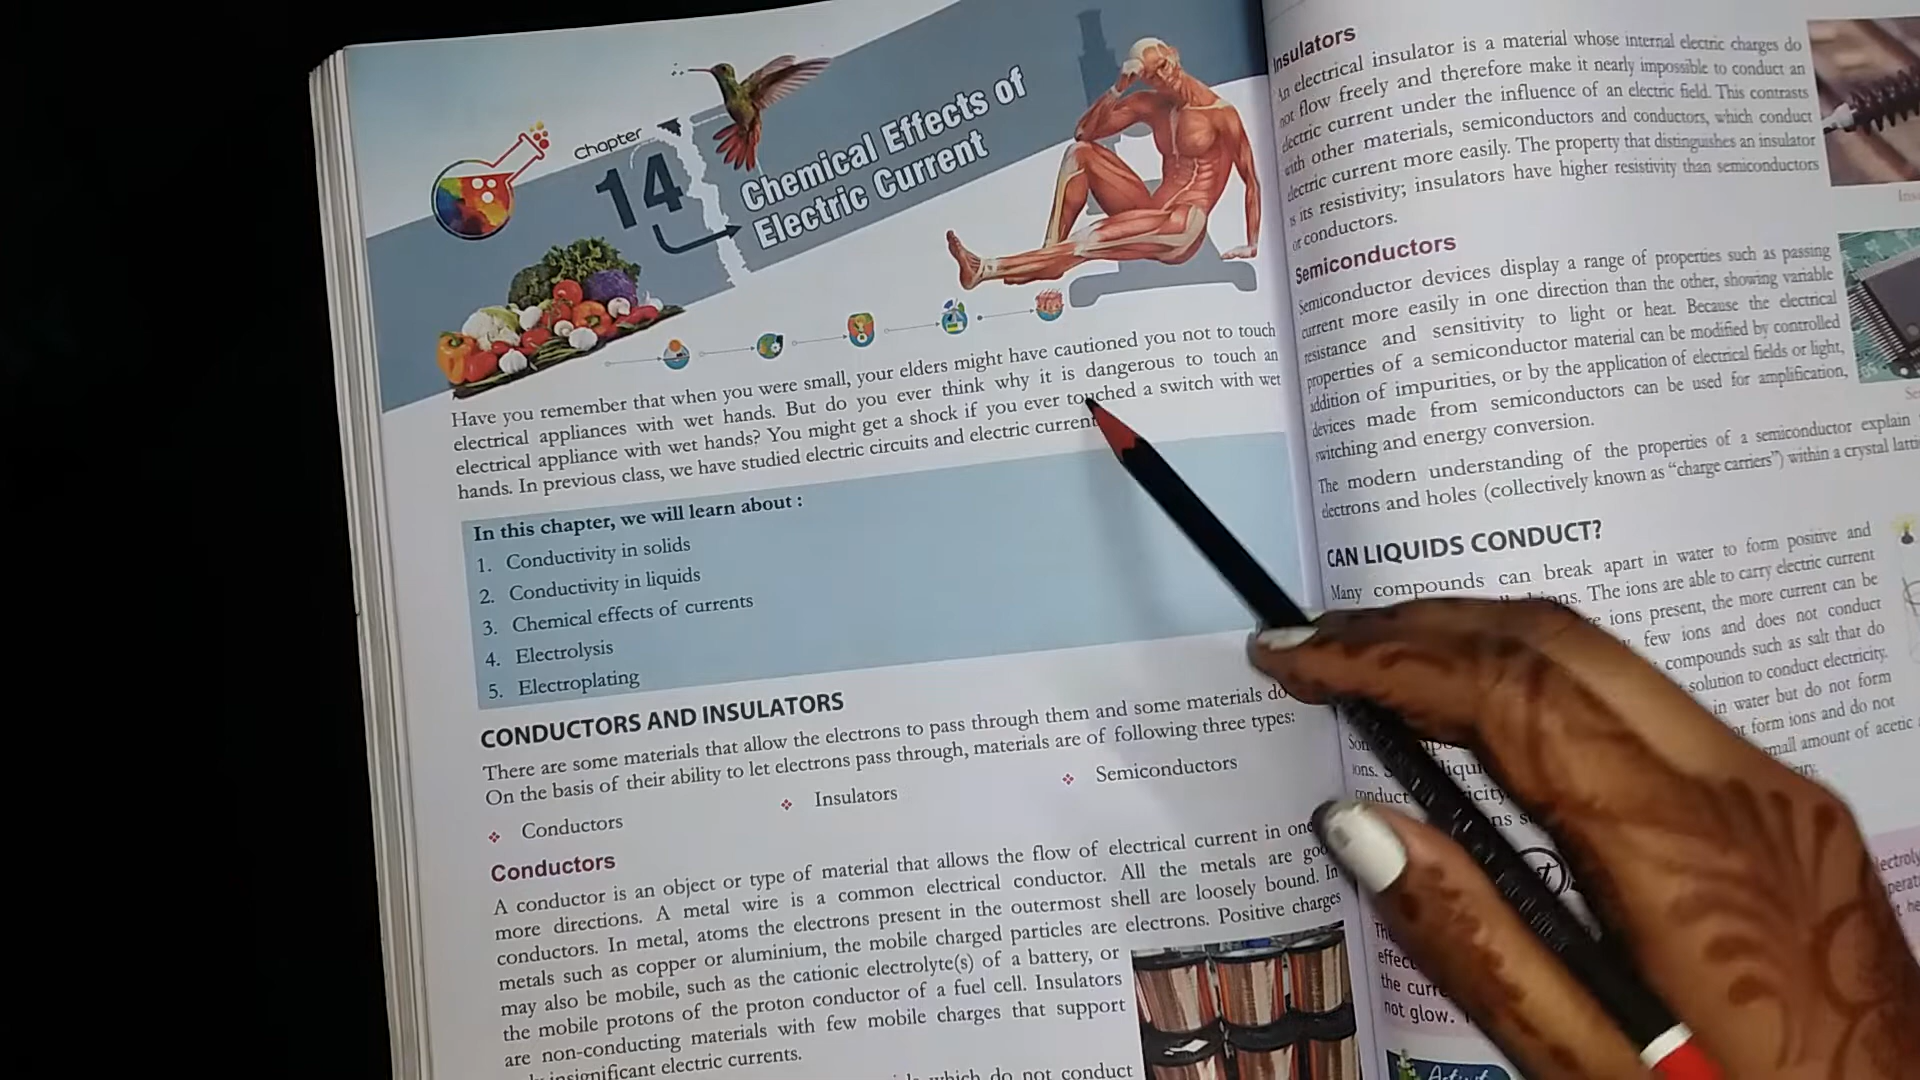 chapter
14
Chemical Effects of
Electric Current
Have you remember that when you were small, your elders might have cautioned you not to touch
electrical appliances with wet hands. But do you ever think why it is dangerous to touch an
electrical appliance with wet hands? You might get a shock if you ever touched a switch with wet
hands. In previous class, we have studied electric circuits and electric current
In this chapter, we will learn about :
1. Conductivity in solids
2. Conductivity in liquids
3. Chemical effects of currents
4. Electrolysis
5. Electroplating
CONDUCTORS AND INSULATORS
There are some materials that allow the electrons to pass through them and some materials do
On the basis of their ability to let electrons pass through, materials are of following three types:
❖ Conductors
❖ Insulators
❖ Semiconductors
Conductors
A conductor is an object or type of material that allows the flow of electrical current in one
more directions. A metal wire is a common electrical conductor. All the metals are
conductors. In metal, atoms the electrons present in the outermost shell are loosely bound. In
metals such as copper or aluminium, the mobile charged particles are electrons. Positive charges
may also be mobile, such as the cationic electrolyte(s) of a battery, or
the mobile protons of the proton conductor of a fuel cell. Insulators
are non-conducting materials with few mobile charges that support
insignificant electric currents.
which do not conduct
Insulators
An electrical insulator is a material whose internal electric charges do
not flow freely and therefore make it nearly impossible to conduct an
electric current under the influence of an electric field. This contrasts
with other materials, semiconductors and conductors, which conduct
electric current more easily. The property that distinguishes an insulator
is its resistivity; insulators have higher resistivity than semiconductors
or conductors.
Semiconductors
Semiconductor devices display a range of properties such as passing
current more easily in one direction than the other, showing variable
resistance and sensitivity to light or heat. Because the electrical
properties of a semiconductor material can be modified by controlled
addition of impurities, or by the application of electrical fields or light,
devices made from semiconductors can be used for amplification,
switching and energy conversion.
The modern understanding of the properties of a semiconductor explain
electrons and holes (collectively known as "charge carriers") within a crystal
CAN LIQUIDS CONDUCT?
Many compounds can break apart in water to form positive and
ions. The ions are able to carry electric current
ions present, the more current can be
few ions and does not conduct
compounds such as salt that do
solution to conduct electricity.
in water but do not form
form ions and do not
small amount of acetic
ions.
conduct
the
not glow.